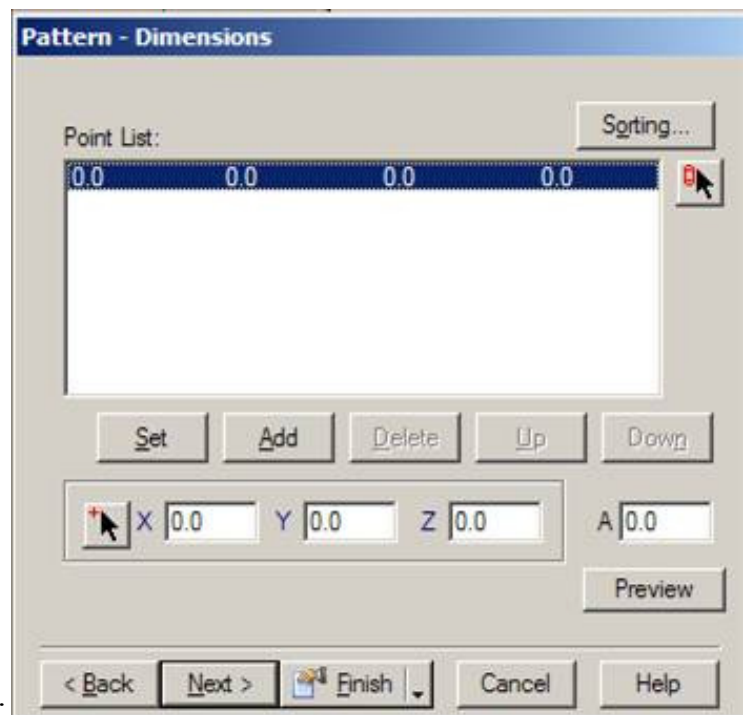 Pattern - Dimensions
Sorting...
Point List:
0.0 0.0 0.0 0.0
Set Add Delete Up Down
X 0.0 Y 0.0 Z 0.0 A 0.0
Preview
< Back Next > Finish Cancel Help
.